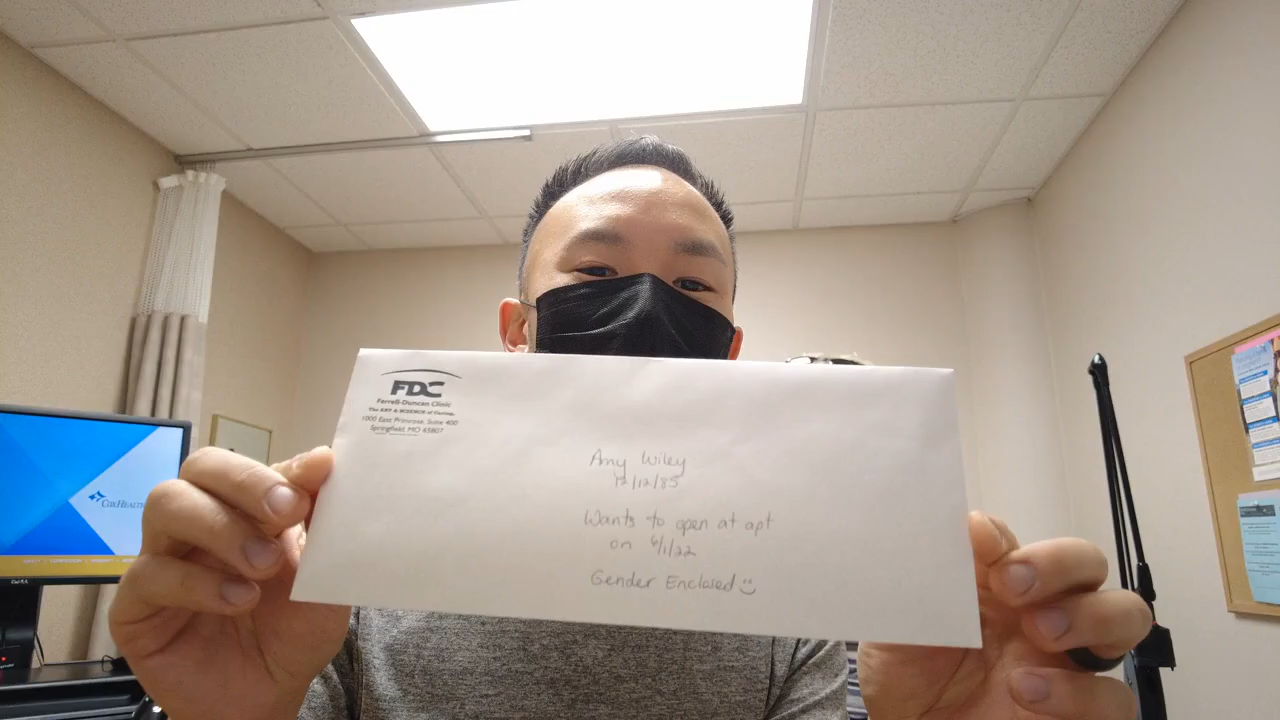 FDC
Ferrell-Duncan Clinic
The ART & SCIENCE of Caring.
1000 East Primrose, Suite 400
Springfield, MO 65807
Amy Wiley
12/12/85
Wants to open at apt
on 6/1/22
Gender Enclosed :)
COXHEALTH